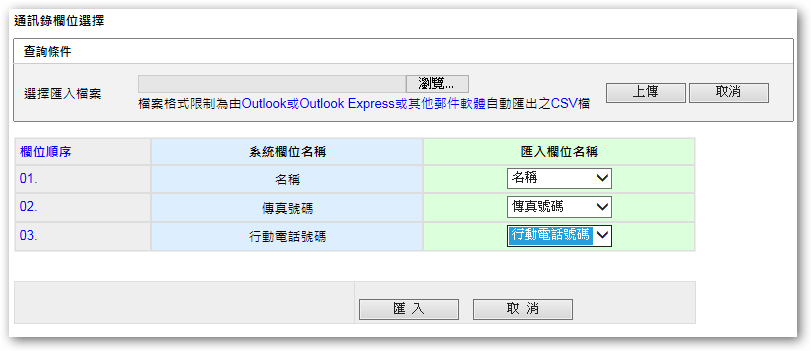 通訊錄欄位選擇
查詢條件
選擇匯入檔案 瀏覽... 上傳 取消
檔案格式限制為由Outlook或Outlook Express或其他郵件軟體自動匯出之CSV檔
欄位順序 系統欄位名稱 匯入欄位名稱
01. 名稱 名稱
02. 傳真號碼 傳真號碼
03. 行動電話號碼 行動電話號碼
匯 入 取 消